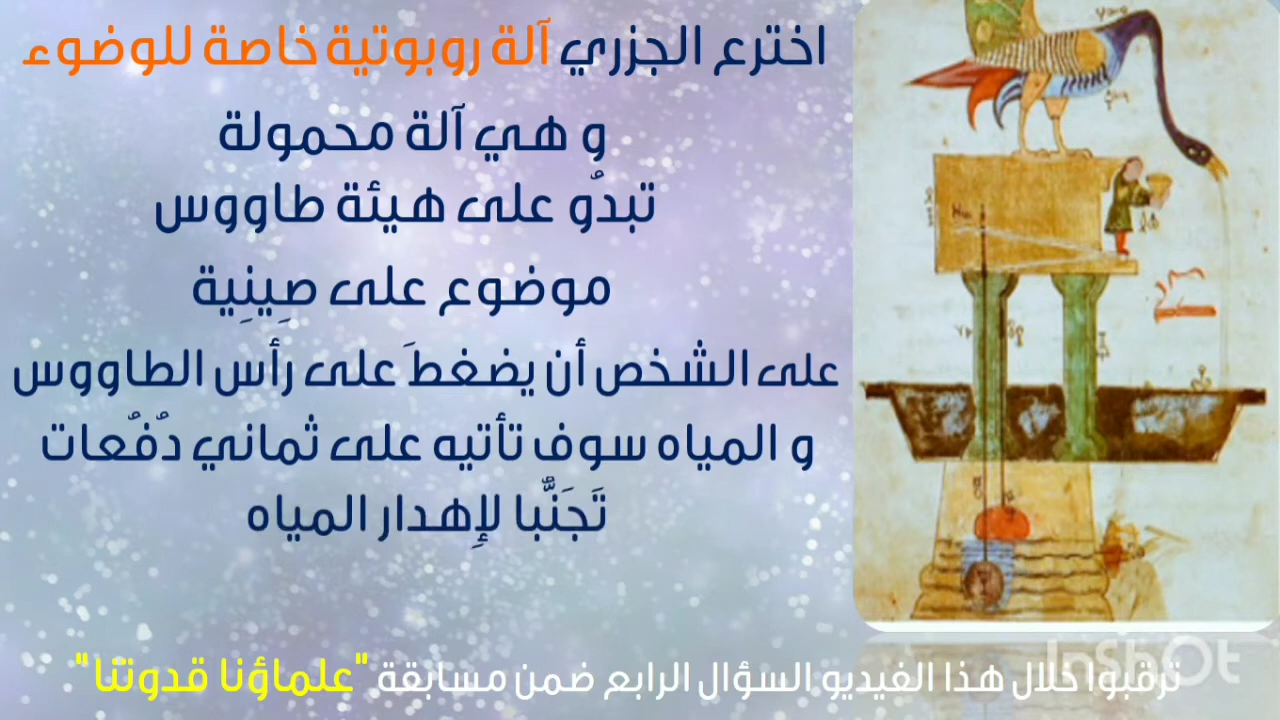 اخترع الجزري آلة روبوتية خاصة للوضوء
و هي آلة محمولة
تبدُو على هيئة طاووس
موضوع على صِينِية
على الشخص أن يضغطَ على رأس الطاووس
و المياه سوف تأتيه على ثماني دُفُعات
تَجَنُّبا لإِهدار المياه
ترقبوا خلال هذا الفيديو السؤال الرابع ضمن مسابقة "علماؤنا قدوتنا"
InShOt